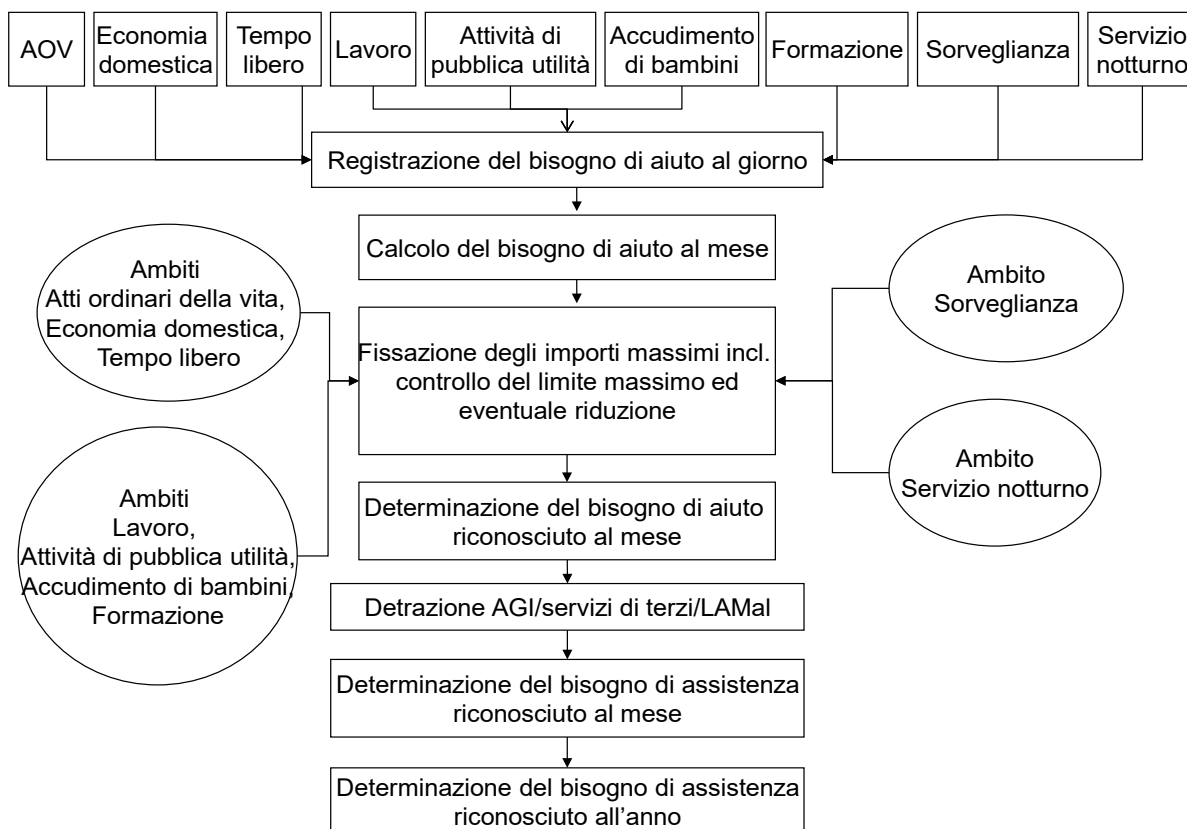 AOV
Economia
domestica
Tempo
libero
Lavoro
Attività di
pubblica utilità
Accudimento
di bambini
Formazione
Sorveglianza
Servizio
notturno
Registrazione del bisogno di aiuto al giorno
Calcolo del bisogno di aiuto al mese
Ambiti
Atti ordinari della vita,
Economia domestica,
Tempo libero
Ambito
Sorveglianza
Fissazione degli importi massimi incl.
controllo del limite massimo ed
eventuale riduzione
Ambiti
Lavoro,
Attività di pubblica utilità,
Accudimento di bambini,
Formazione
Ambito
Servizio notturno
Determinazione del bisogno di aiuto
riconosciuto al mese
Detrazione AGI/servizi di terzi/LAMal
Determinazione del bisogno di assistenza
riconosciuto al mese
Determinazione del bisogno di assistenza
riconosciuto all'anno